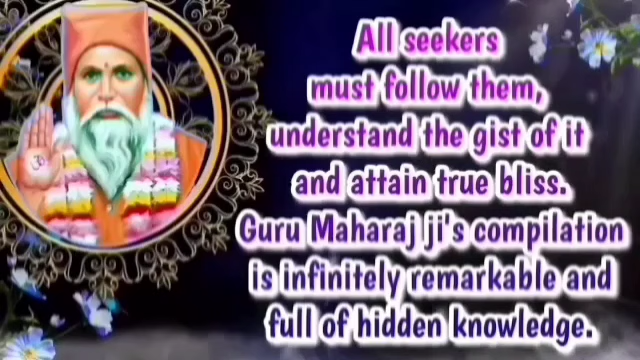 All seekers
must follow them,
understand the gist of it
and attain true bliss.
Guru Maharaj ji's compilation
is infinitely remarkable and
full of hidden knowledge.
ॐ